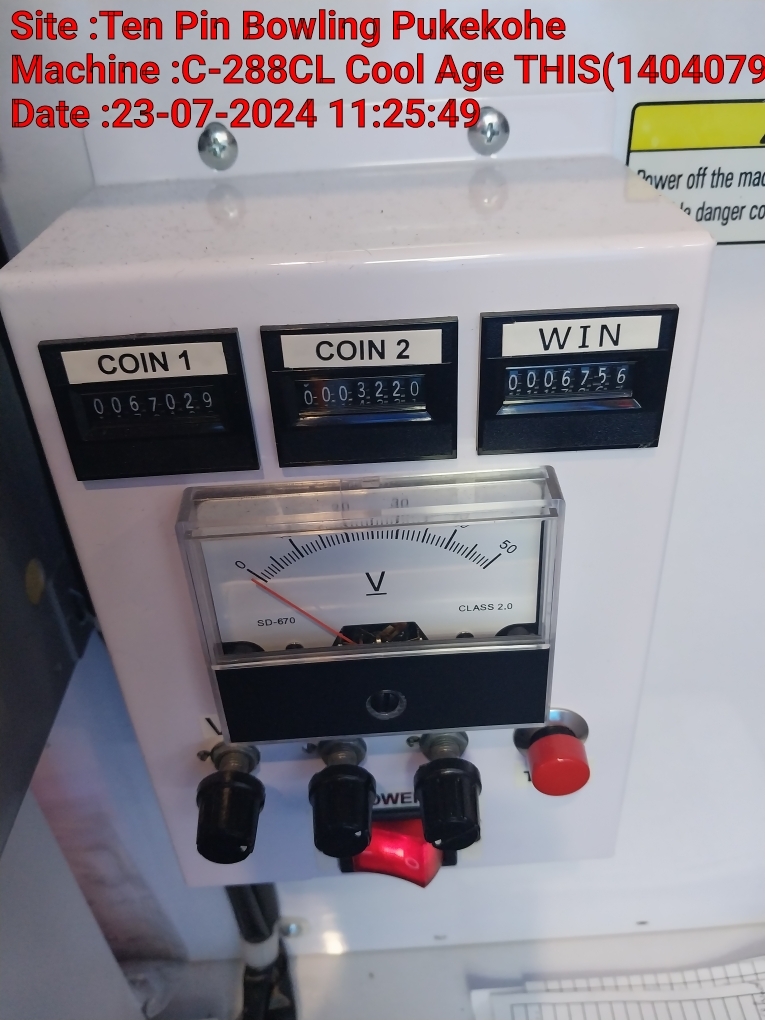 Site :Ten Pin Bowling Pukekohe
Machine :C-288CL Cool Age THIS(1404079
Date :23-07-2024 11:25:49
Power off the mac
danger co
COIN 1
0067029
COIN 2
0003220
WIN
0006756
0
50
V
SD-670
CLASS 2.0